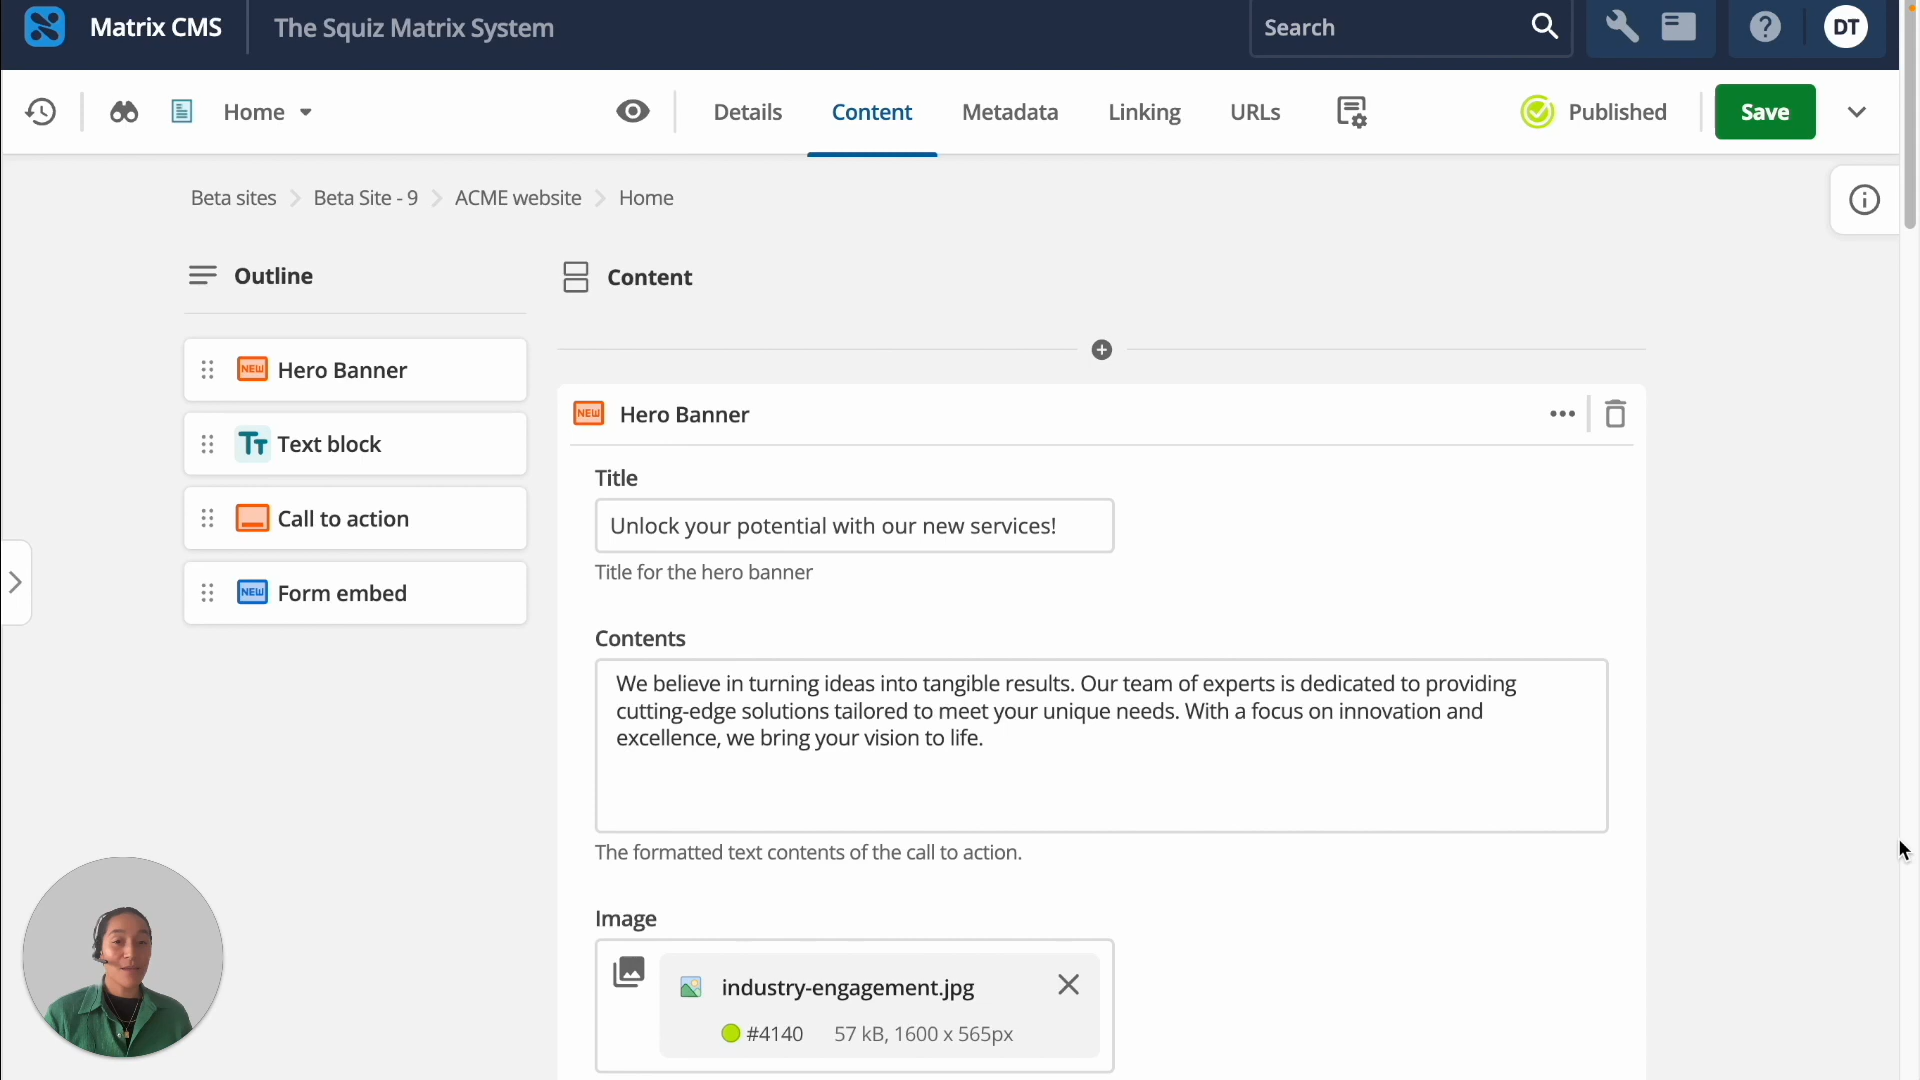 Matrix CMS
The Squiz Matrix System
Search
DT
Home
Details
Content
Metadata
Linking
URLs
Published
Save
Beta sites
Beta Site - 9
ACME website
Home
Outline
Content
NEW Hero Banner
TT Text block
Call to action
NEW Form embed
NEW Hero Banner
Title
Unlock your potential with our new services!
Title for the hero banner
Contents
We believe in turning ideas into tangible results. Our team of experts is dedicated to providing
cutting-edge solutions tailored to meet your unique needs. With a focus on innovation and
excellence, we bring your vision to life.
The formatted text contents of the call to action.
Image
industry-engagement.jpg
#4140 57 kB, 1600 x 565px